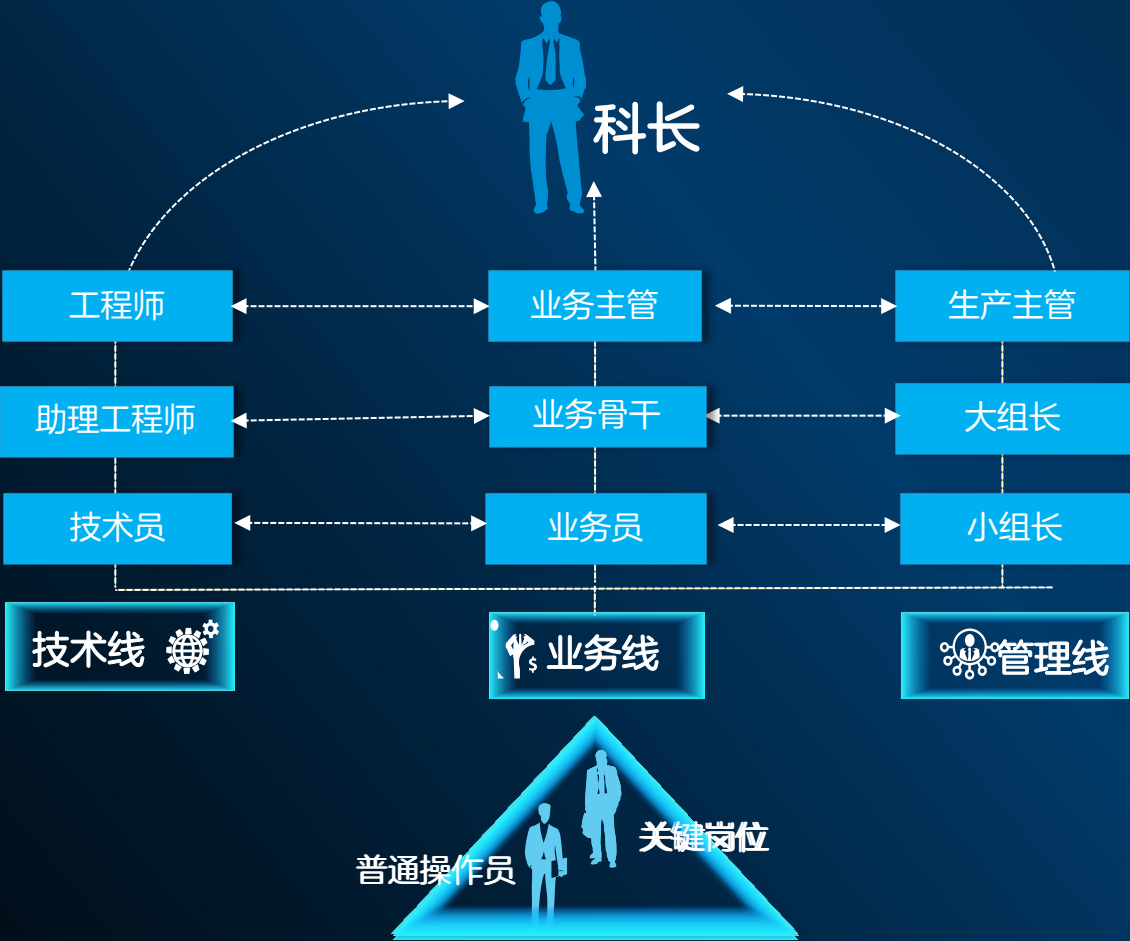 科长
工程师
业务主管
生产主管
助理工程师
业务骨干
大组长
技术员
业务员
小组长
技术线
$
业务线
管理线
关键岗位
普通操作员